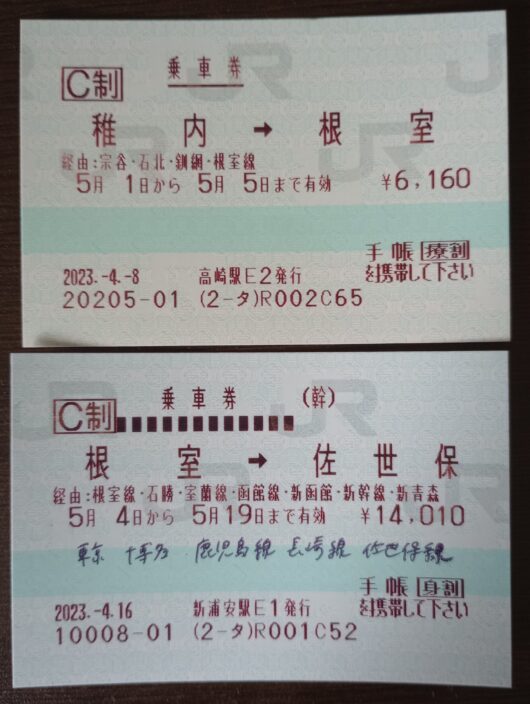 乗車券
C制
稚内 → 根室
経由:宗谷・石北・釧網・根室線
5月 1日から 5月 5日まで有効 ¥6,160
手帳 療割
を携帯して下さい
2023.-4.-8 高崎駅E2発行
20205-01 (2-タ)R002C65
乗車券 (幹)
C制
根室 → 佐世保
経由:根室線・石勝・室蘭線・函館線・新函館・新幹線・新青森
5月 4日から 5月19日まで有効 ¥14,010
東京 博多 鹿児島線 長崎線 佐世保線
手帳 身割
を携帯して下さい
2023.-4.16 新浦安駅E1発行
10008-01 (2-タ)R001C52